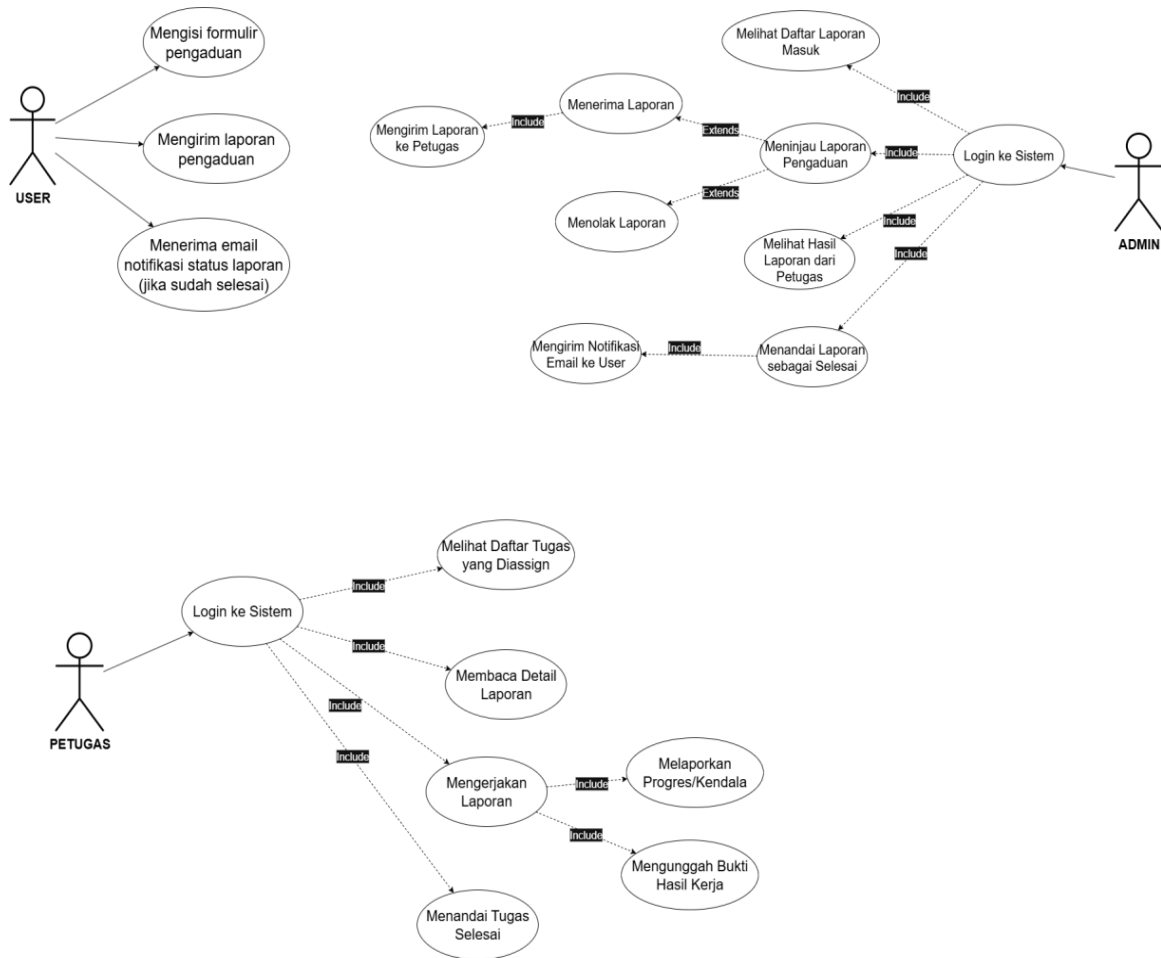 Mengisi formulir
pengaduan
Mengirim laporan
pengaduan
Menerima email
notifikasi status laporan
(jika sudah selesai)
USER
Melihat Daftar Laporan
Masuk
Include
Menerima Laporan
Include
Mengirim Laporan
ke Petugas
Extends
Meninjau Laporan
Pengaduan
Include
Login ke Sistem
Extends
Menolak Laporan
Include
Melihat Hasil
Laporan dari
Petugas
Include
ADMIN
Mengirim Notifikasi
Email ke User
Include
Menandai Laporan
sebagai Selesai
Melihat Daftar Tugas
yang Diassign
Include
Login ke Sistem
Include
Membaca Detail
Laporan
PETUGAS
Include
Include
Mengerjakan
Laporan
Include
Melaporkan
Progres/Kendala
Include
Mengunggah Bukti
Hasil Kerja
Menandai Tugas
Selesai